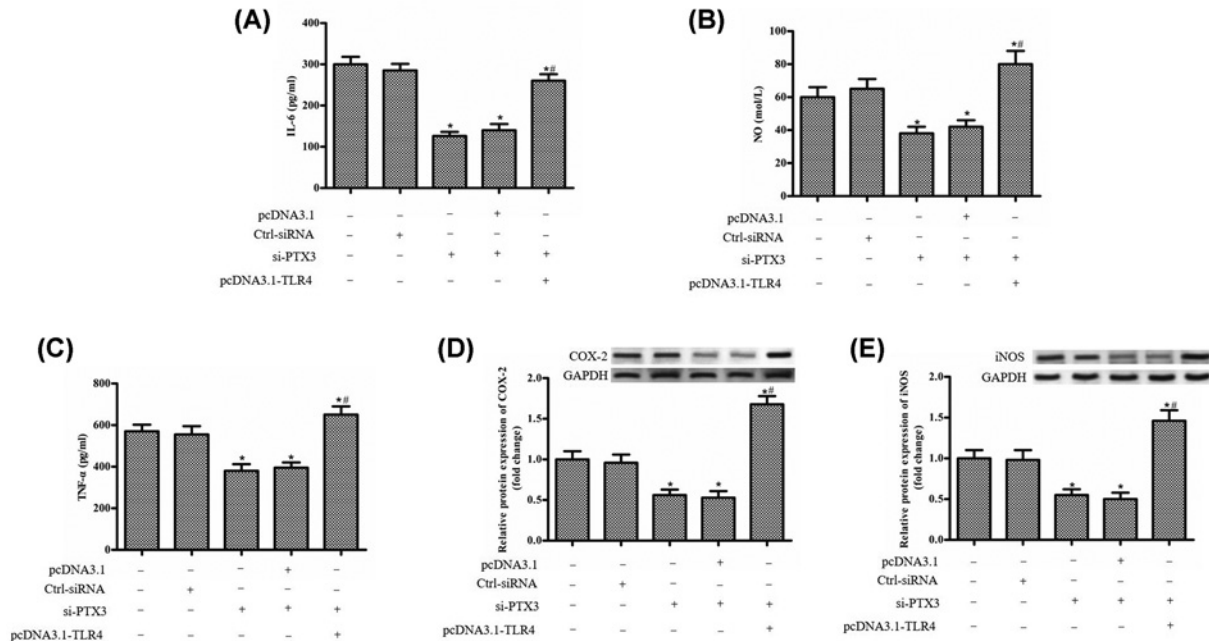 (A)
IL-6 (pg/ml)
400
300
200
100
0
*
*
*#
pcDNA3.1 – – – + –
Ctrl-siRNA – + – – –
si-PTX3 – – + + +
pcDNA3.1-TLR4 – – – – +
(B)
NO (mol/L)
100
80
60
40
20
0
*
*
*#
pcDNA3.1 – – – + –
Ctrl-siRNA – + – – –
si-PTX3 – – + + +
pcDNA3.1-TLR4 – – – – +
(C)
TNF-α (pg/ml)
800
600
400
200
0
*
*
*#
pcDNA3.1 – – – + –
Ctrl-siRNA – + – – –
si-PTX3 – – + + +
pcDNA3.1-TLR4 – – – – +
(D)
COX-2
GAPDH
Relative protein expression of COX-2
(fold change)
2.0
1.5
1.0
0.5
0.0
*
*
*#
pcDNA3.1 – – – + –
Ctrl-siRNA – + – – –
si-PTX3 – – + + +
pcDNA3.1-TLR4 – – – – +
(E)
iNOS
GAPDH
Relative protein expression of iNOS
(fold change)
2.0
1.5
1.0
0.5
0.0
*
*
*#
pcDNA3.1 – – – + –
Ctrl-siRNA – + – – –
si-PTX3 – – + + +
pcDNA3.1-TLR4 – – – – +